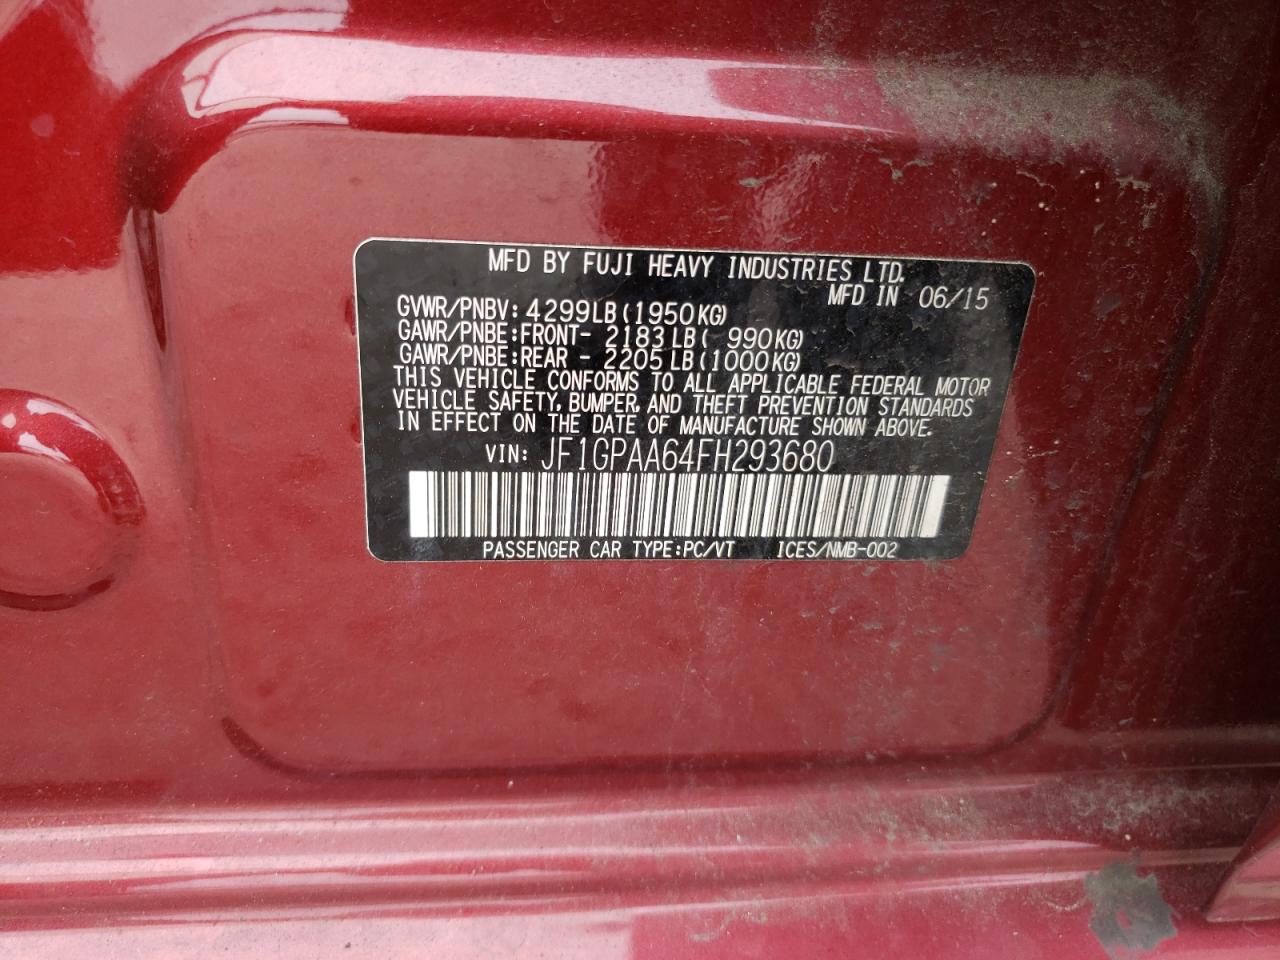 MFD BY FUJI HEAVY INDUSTRIES LTD.
MFD IN 06/15
GVWR/PNBV: 4299LB(1950KG)
GAWR/PNBE:FRONT- 2183LB( 990KG)
GAWR/PNBE:REAR - 2205LB(1000KG)
THIS VEHICLE CONFORMS TO ALL APPLICABLE FEDERAL MOTOR
VEHICLE SAFETY, BUMPER, AND THEFT PREVENTION STANDARDS
IN EFFECT ON THE DATE OF MANUFACTURE SHOWN ABOVE.
VIN: JF1GPAA64FH293680
PASSENGER CAR TYPE:PC/VT ICES/NMB-002